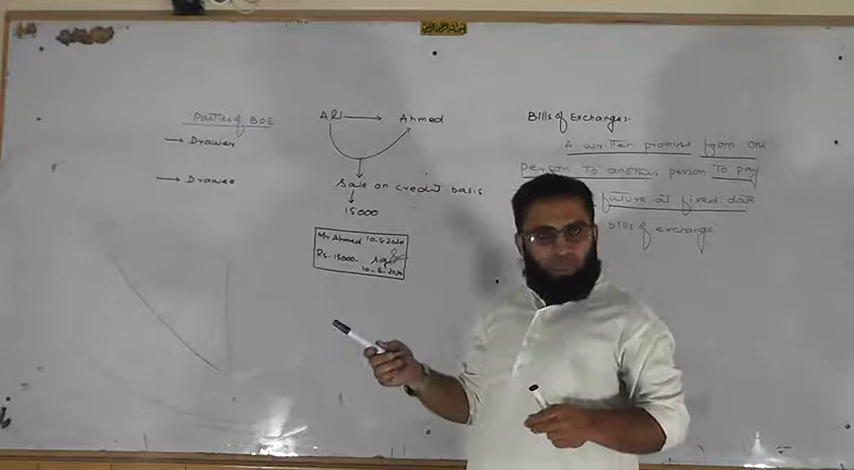 Parties of BOE
→ Drawer
→ Drawee
Ali → Ahmed
Sale on credit basis
15000
Mr Ahmed 10.5.2020
Rs. 15000 Sign
10-8-2020
Bills of Exchange:
A written promise from one
person to another person to pay
future at fixed date
bills of exchange